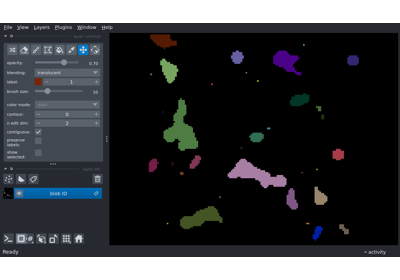 File View Layers Plugins Window Help
opacity: 0.70
blending: translucent
label: 1
brush size: 10
color mode:
contour: 0
n edit dim: 2
contiguous:
preserve labels:
show selected:
blob ID
Ready
activity